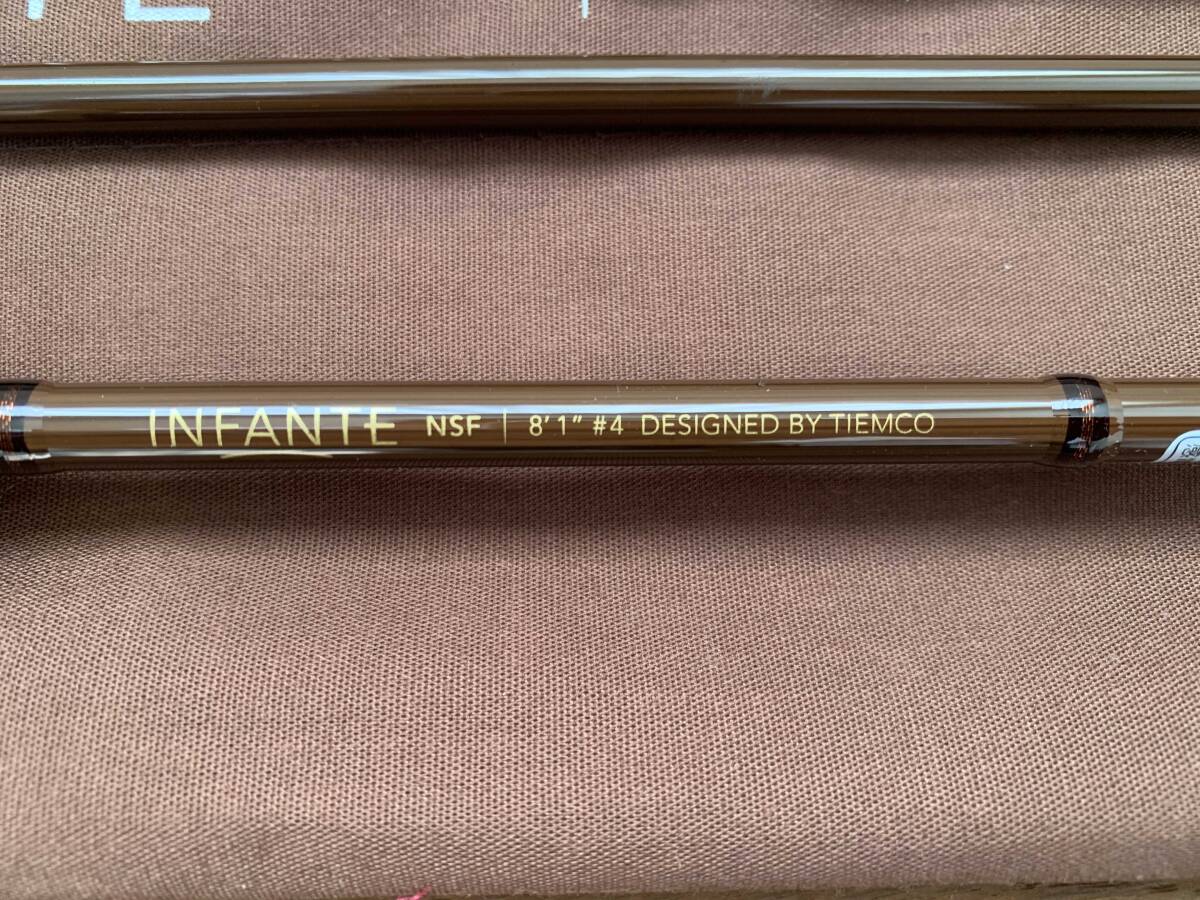 INFANTE NSF | 8’1” #4 DESIGNED BY TIEMCO